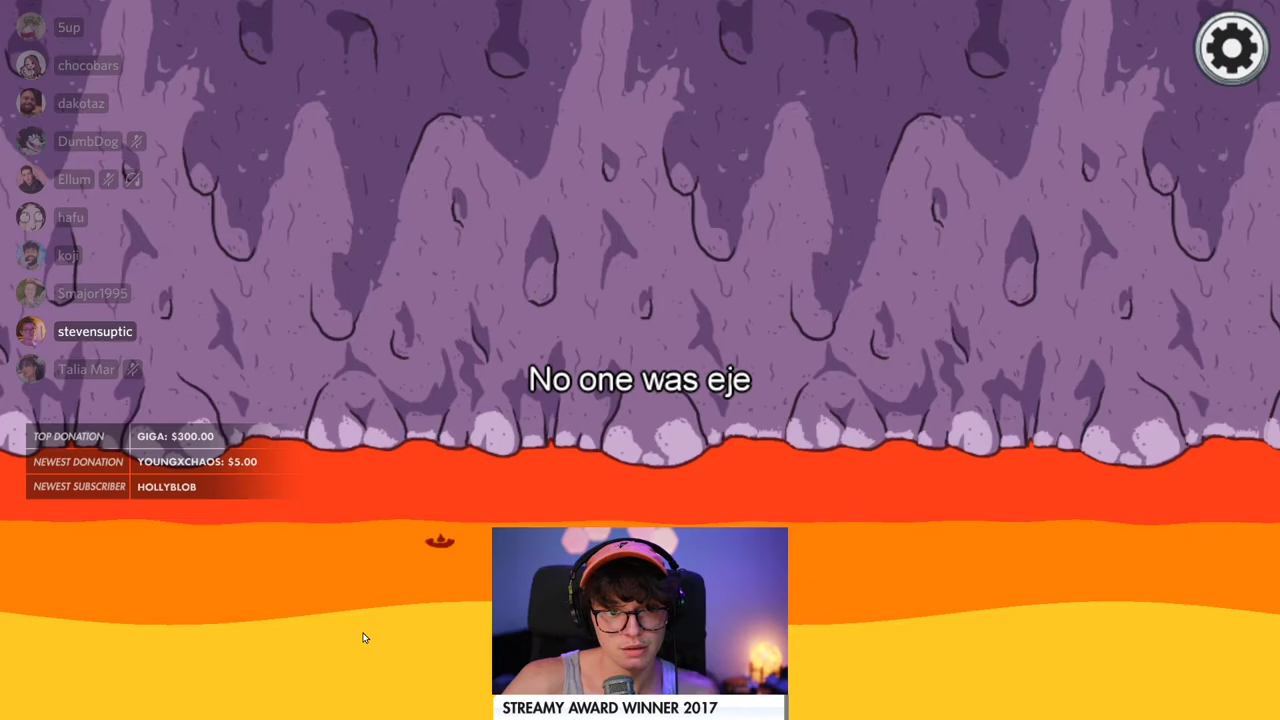 5up
chocobars
dakotaz
DumbDog
Ellum
hafu
koji
Smajor1995
stevensuptic
Talia Mar
No one was eje
TOP DONATION GIGA: $300.00
NEWEST DONATION YOUNGXCHAOS: $5.00
NEWEST SUBSCRIBER HOLLYBLOB
STREAMY AWARD WINNER 2017